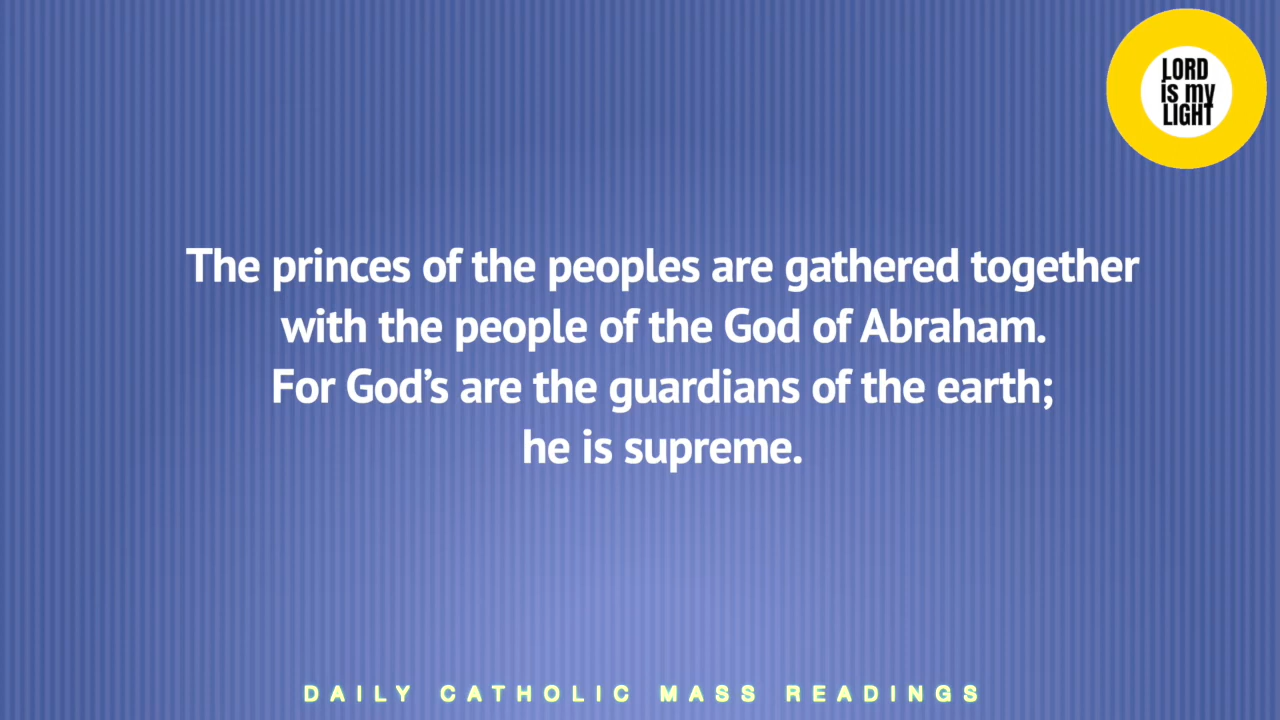 LORD
is my
LIGHT
The princes of the peoples are gathered together
with the people of the God of Abraham.
For God’s are the guardians of the earth;
he is supreme.
DAILY CATHOLIC MASS READINGS